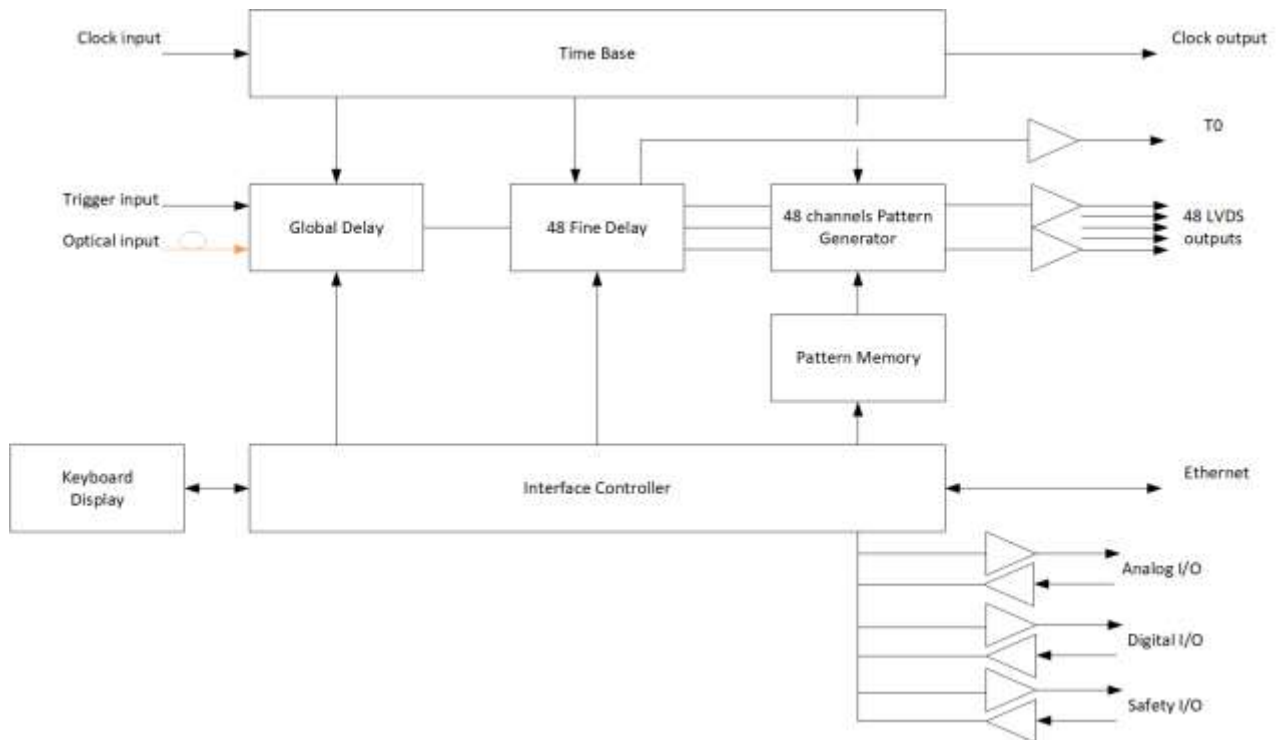 Clock input
Time Base
Clock output
T0
Trigger input
Optical input
Global Delay
48 Fine Delay
48 channels Pattern
Generator
48 LVDS
outputs
Pattern Memory
Keyboard
Display
Interface Controller
Ethernet
Analog I/O
Digital I/O
Safety I/O